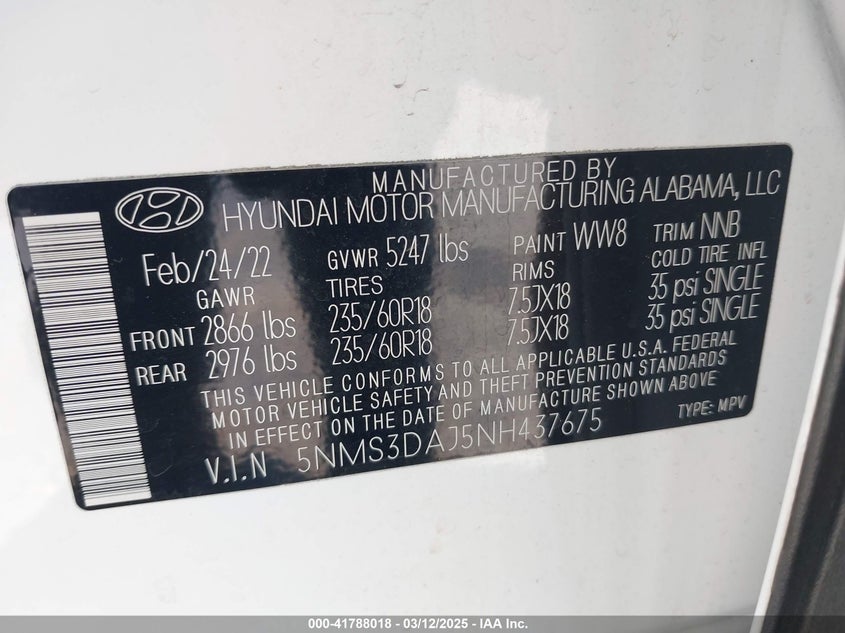 MANUFACTURED BY
HYUNDAI MOTOR MANUFACTURING ALABAMA, LLC
Feb/24/22 GVWR 5247 lbs PAINT WW8 TRIM NNB
GAWR TIRES RIMS COLD TIRE INFL
FRONT 2866 lbs 235/60R18 7.5JX18 35 psi SINGLE
REAR 2976 lbs 235/60R18 7.5JX18 35 psi SINGLE
THIS VEHICLE CONFORMS TO ALL APPLICABLE U.S.A. FEDERAL
MOTOR VEHICLE SAFETY AND THEFT PREVENTION STANDARDS
IN EFFECT ON THE DATE OF MANUFACTURE SHOWN ABOVE
V.I.N 5NMS3DAJ5NH437675 TYPE: MPV
000-41788018 - 03/12/2025 - IAA Inc.